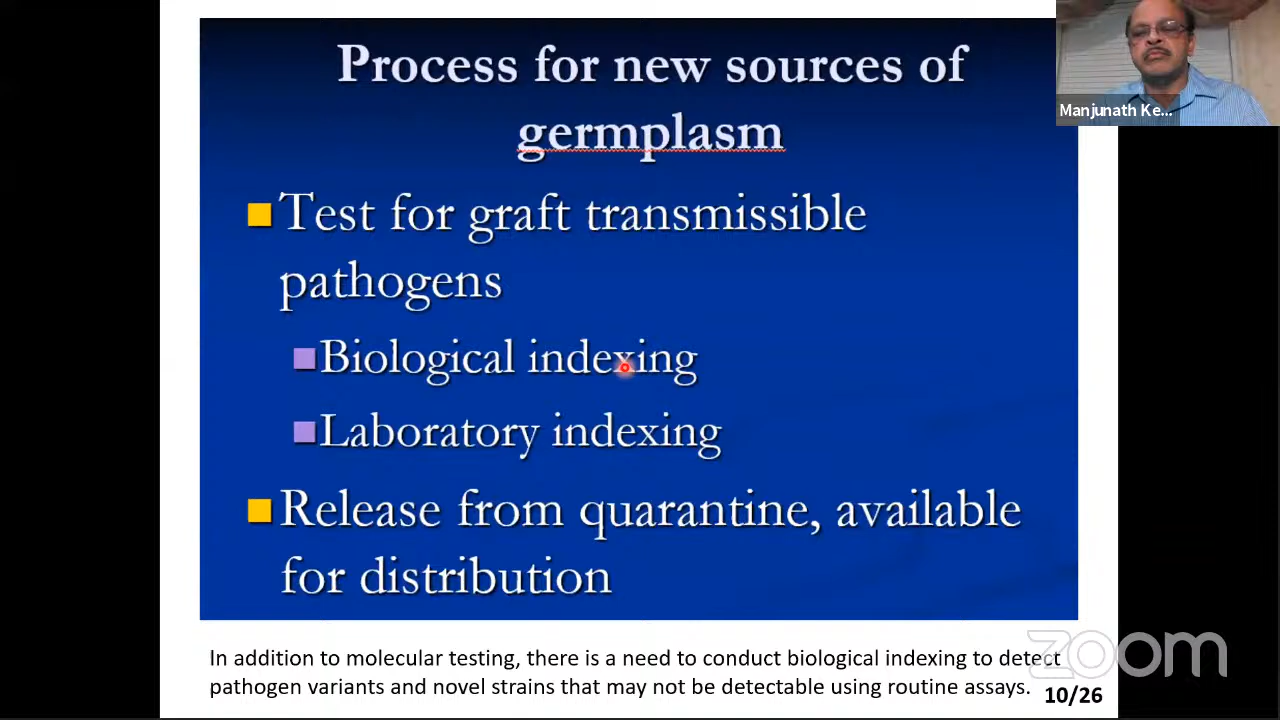 Process for new sources of
germplasm
Manjunath Ke...
Test for graft transmissible
pathogens
Biological indexing
Laboratory indexing
Release from quarantine, available
for distribution
In addition to molecular testing, there is a need to conduct biological indexing to detect
pathogen variants and novel strains that may not be detectable using routine assays.
zoom
10/26